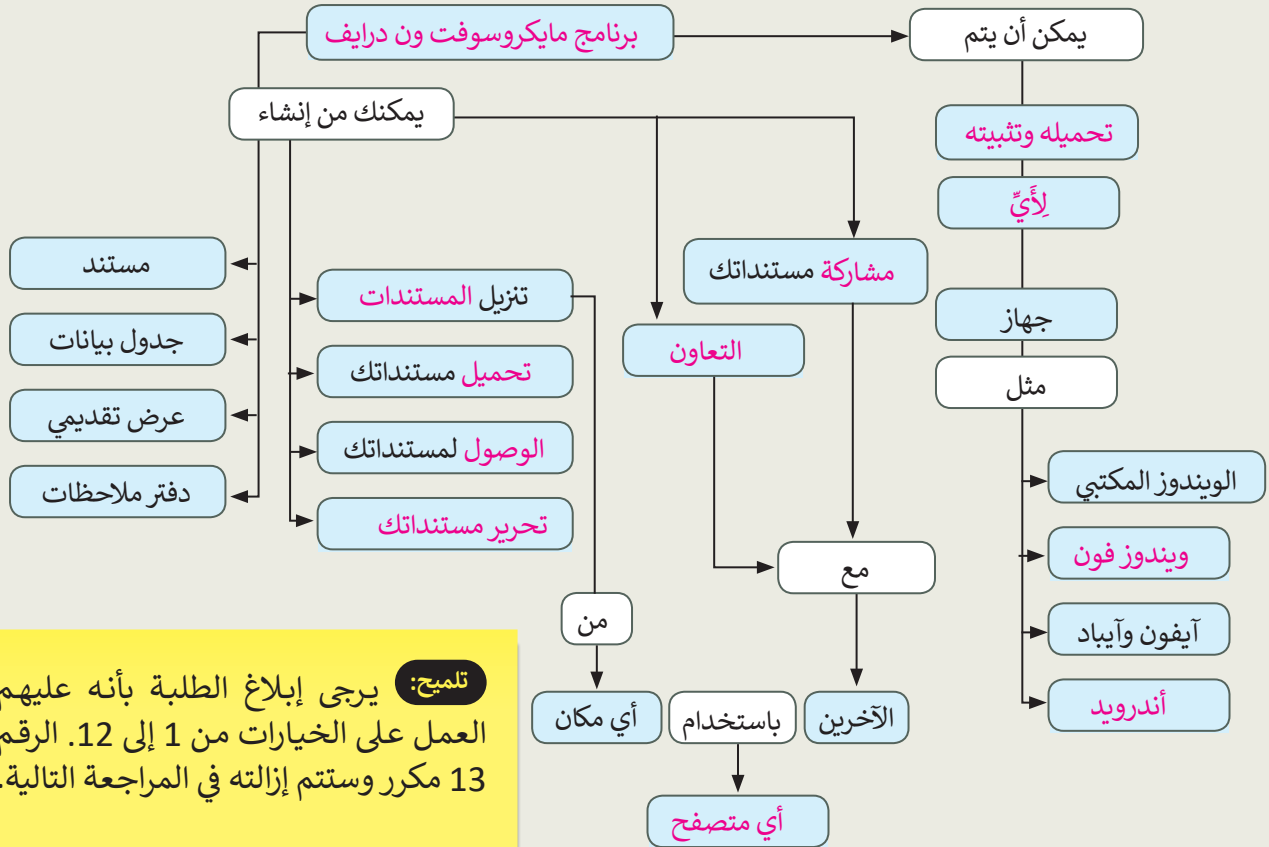 برنامج مايكروسوفت ون درايف
يمكن أن يتم
يمكنك من إنشاء
تحميله وتثبيته
لِأَيِّ
جهاز
مثل
الويندوز المكتبي
ويندوز فون
آيفون وآيباد
أندرويد
مشاركة مستنداتك
التعاون
مع
الآخرين
تنزيل المستندات
تحميل مستنداتك
الوصول لمستنداتك
تحرير مستنداتك
مستند
جدول بيانات
عرض تقديمي
دفتر ملاحظات
من
أي مكان
باستخدام
أي متصفح
تلميح: يرجى إبلاغ الطلبة بأنه عليهم
العمل على الخيارات من 1 إلى 12. الرقم
13 مكرر وستتم إزالته في المراجعة التالية.